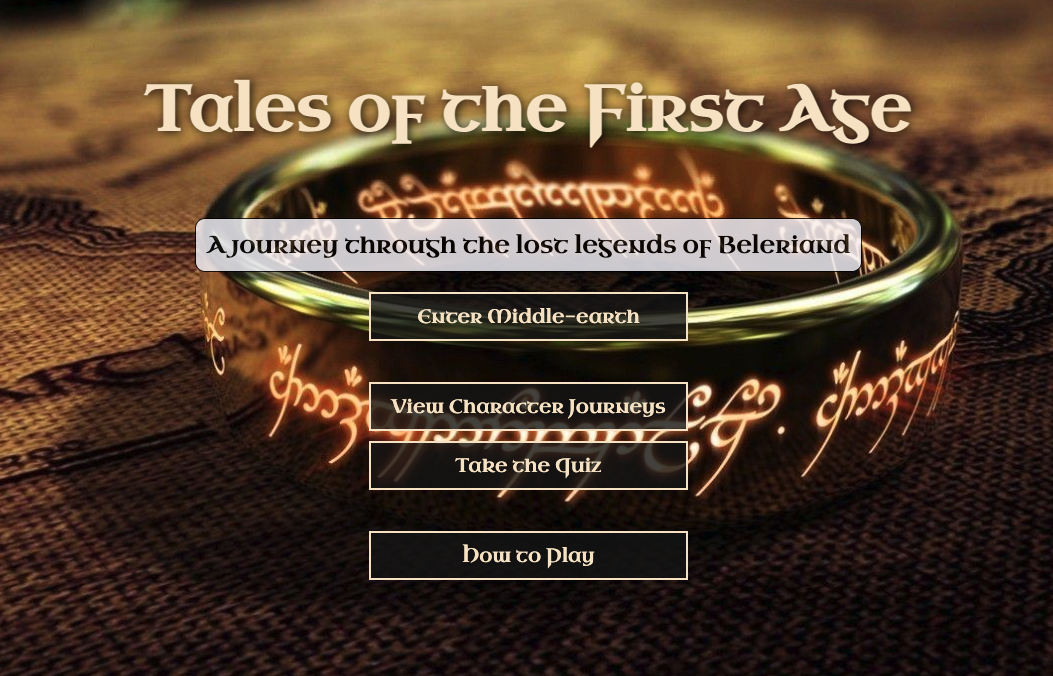 Tales of the First Age
A journey through the lost legends of Beleriand
Enter Middle-earth
View Character Journeys
Take the Quiz
How to Play